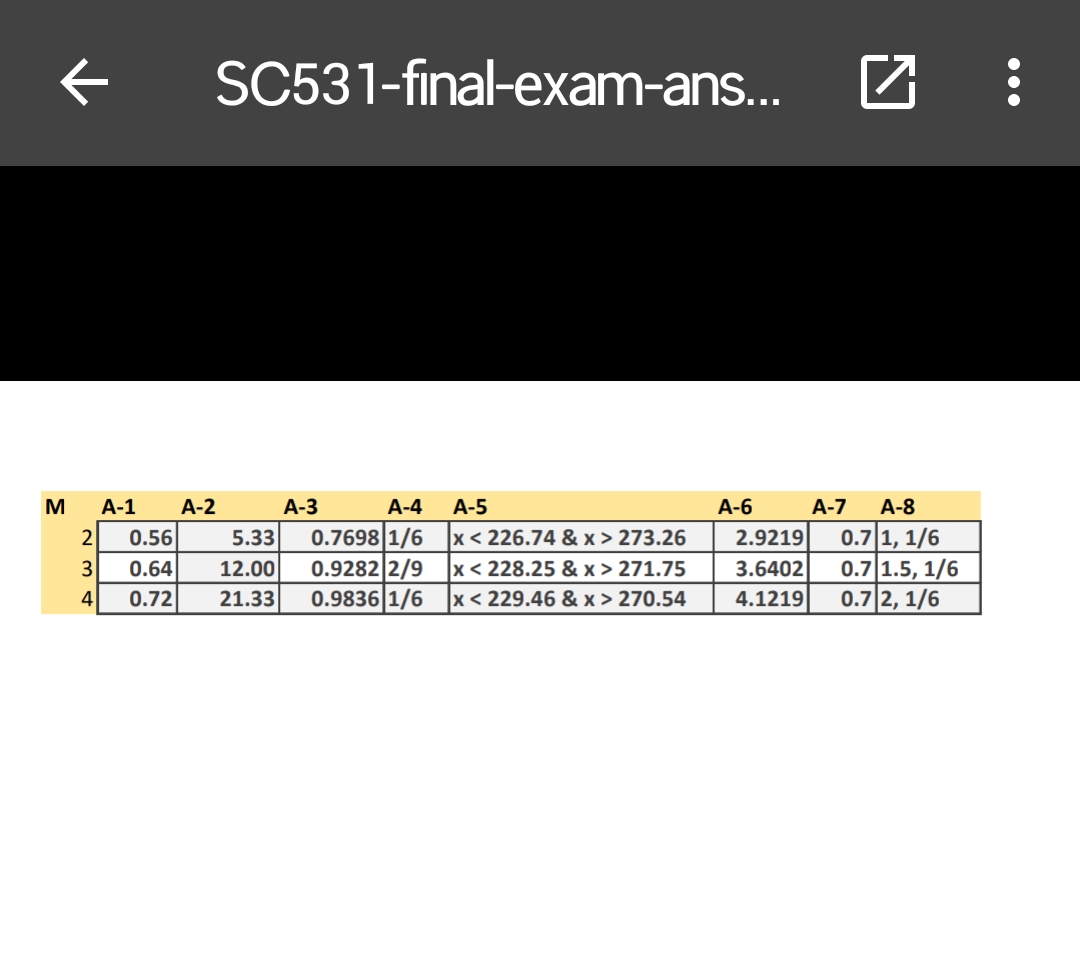 SC531-final-exam-ans...
M A-1 A-2 A-3 A-4 A-5 A-6 A-7 A-8
2 0.56 5.33 0.7698 1/6 x < 226.74 & x > 273.26 2.9219 0.7 1, 1/6
3 0.64 12.00 0.9282 2/9 x < 228.25 & x > 271.75 3.6402 0.7 1.5, 1/6
4 0.72 21.33 0.9836 1/6 x < 229.46 & x > 270.54 4.1219 0.7 2, 1/6